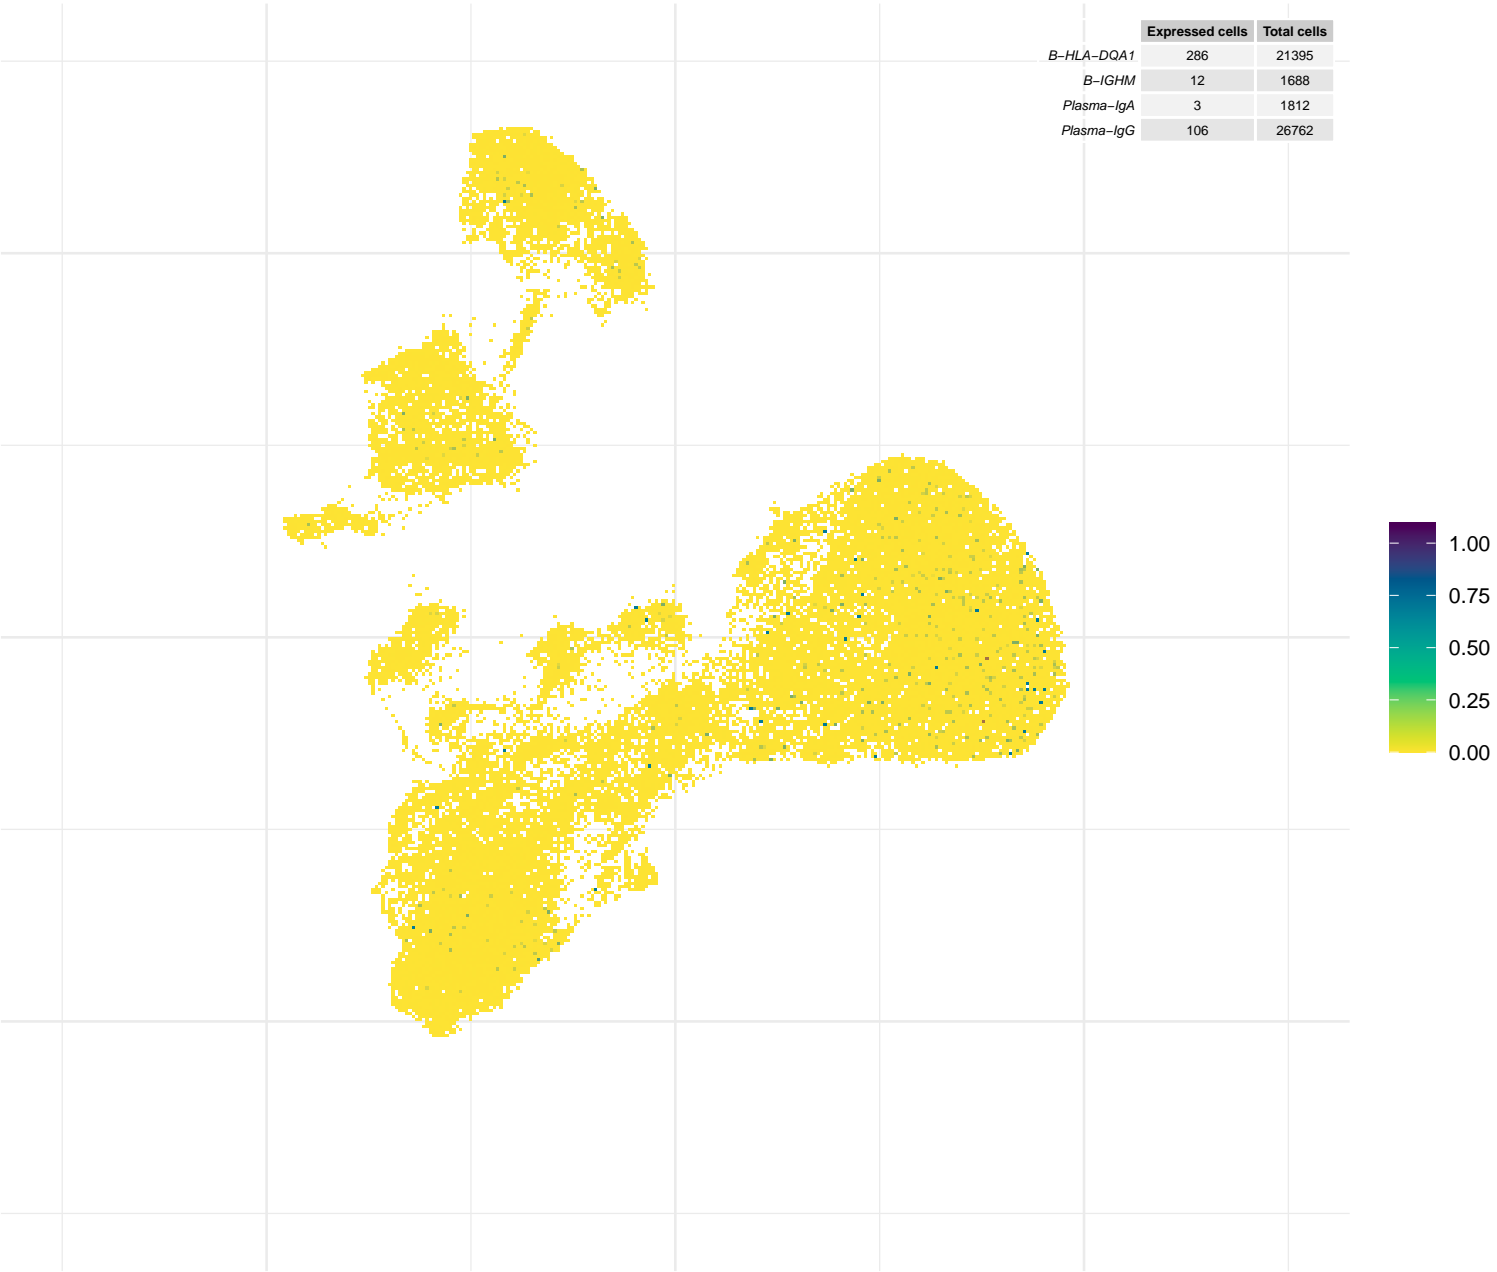 Expressed cells Total cells
B−HLA−DQA1 286 21395
B−IGHM 12 1688
Plasma−IgA 3 1812
Plasma−IgG 106 26762
1.00
0.75
0.50
0.25
0.00